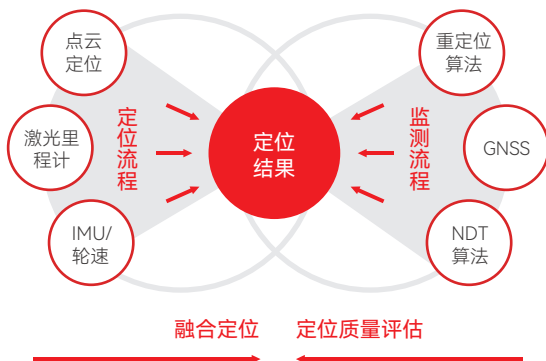 点云
定位
激光里
程计
IMU/
轮速
定位流程
定位
结果
监测流程
重定位
算法
GNSS
NDT
算法
融合定位
定位质量评估